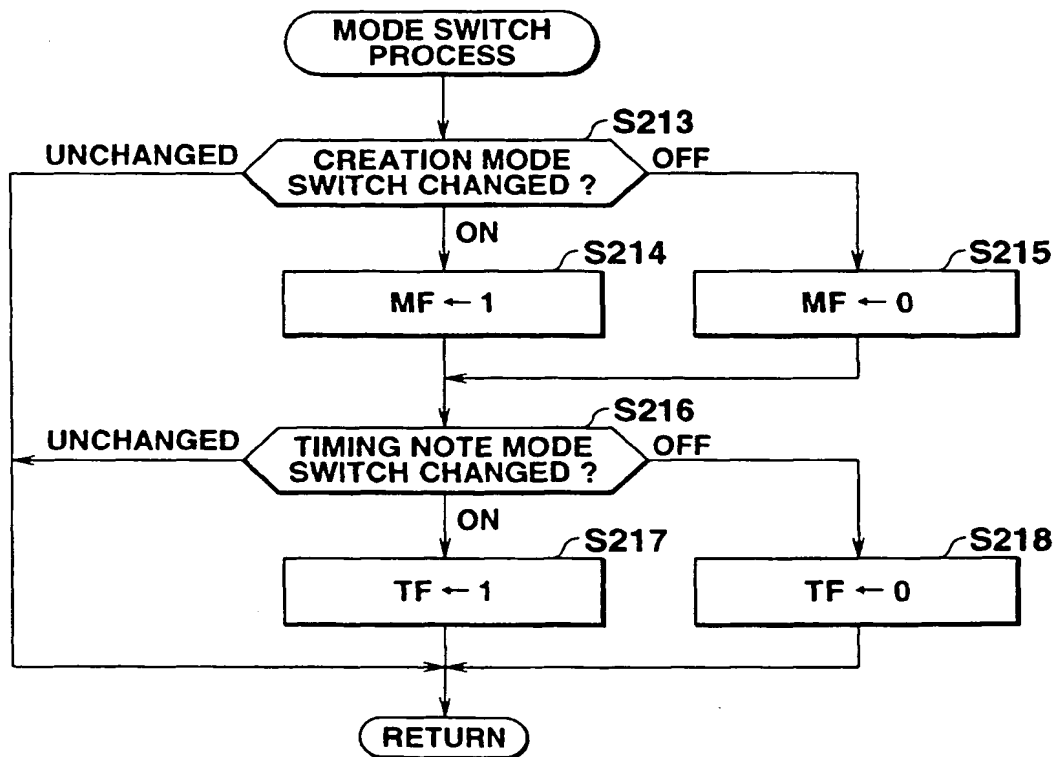 MODE SWITCH
PROCESS
S213
UNCHANGED
CREATION MODE
SWITCH CHANGED ?
OFF
ON
S214
S215
MF ← 1
MF ← 0
S216
UNCHANGED
TIMING NOTE MODE
SWITCH CHANGED ?
OFF
ON
S217
S218
TF ← 1
TF ← 0
RETURN